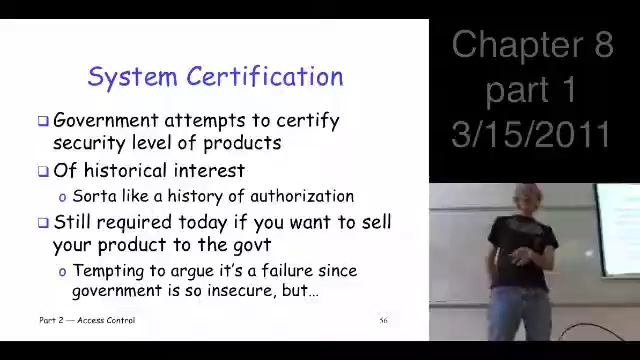 System Certification
Government attempts to certify
security level of products
Of historical interest
Sorta like a history of authorization
Still required today if you want to sell
your product to the govt
Tempting to argue it's a failure since
government is so insecure, but…
Part 2 — Access Control
56
Chapter 8
part 1
3/15/2011